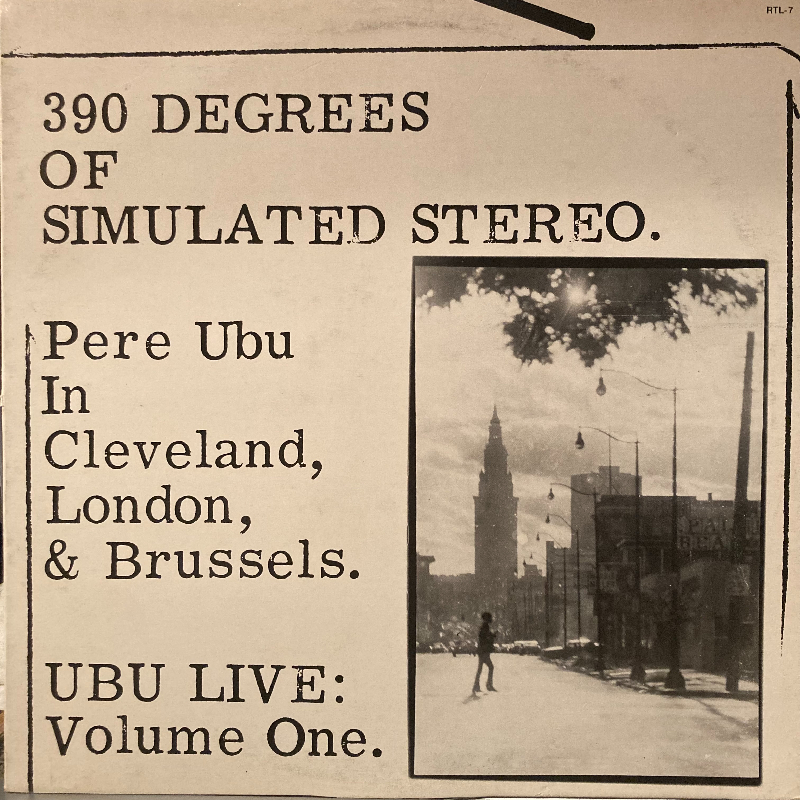 RTL-7
390 DEGREES
OF
SIMULATED STEREO.
Pere Ubu
In
Cleveland,
London,
& Brussels.
UBU LIVE:
Volume One.